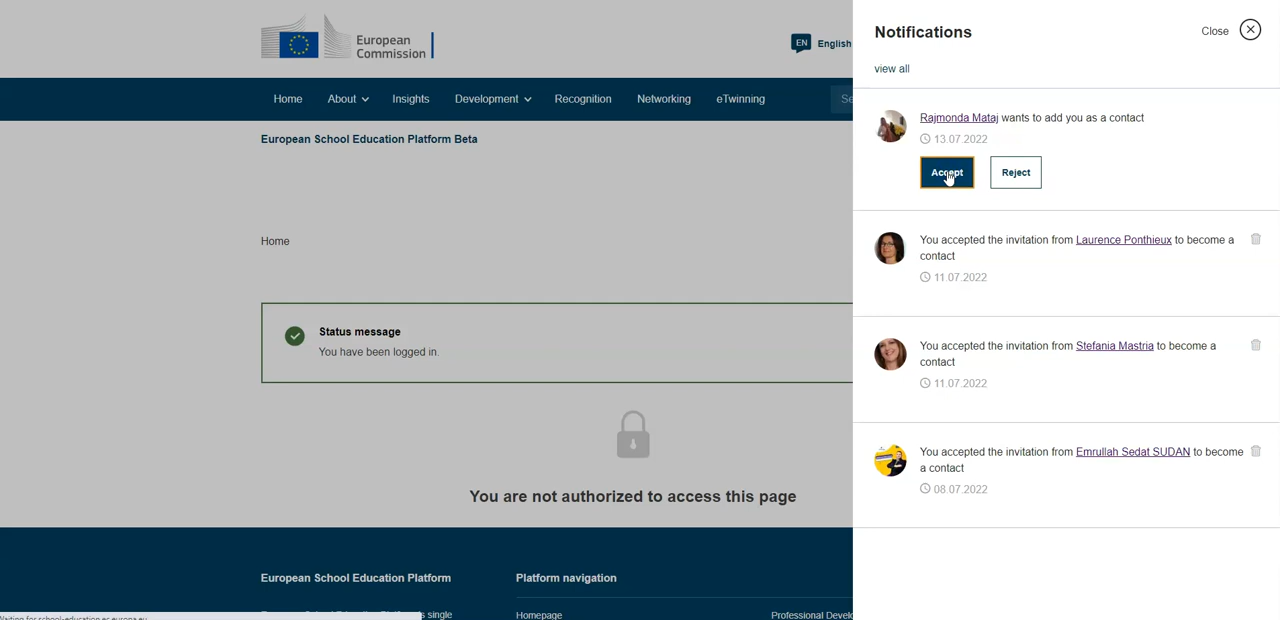 European
Commission
EN English
Home About Insights Development Recognition Networking eTwinning Se
European School Education Platform Beta
Home
Status message
You have been logged in.
You are not authorized to access this page
European School Education Platform
Platform navigation
s single
Homepage
Professional Develo
Notifications
Close
view all
Rajmonda Mataj wants to add you as a contact
13.07.2022
Accept
Reject
You accepted the invitation from Laurence Ponthieux to become a
contact
11.07.2022
You accepted the invitation from Stefania Mastria to become a
contact
11.07.2022
You accepted the invitation from Emrullah Sedat SUDAN to become
a contact
08.07.2022